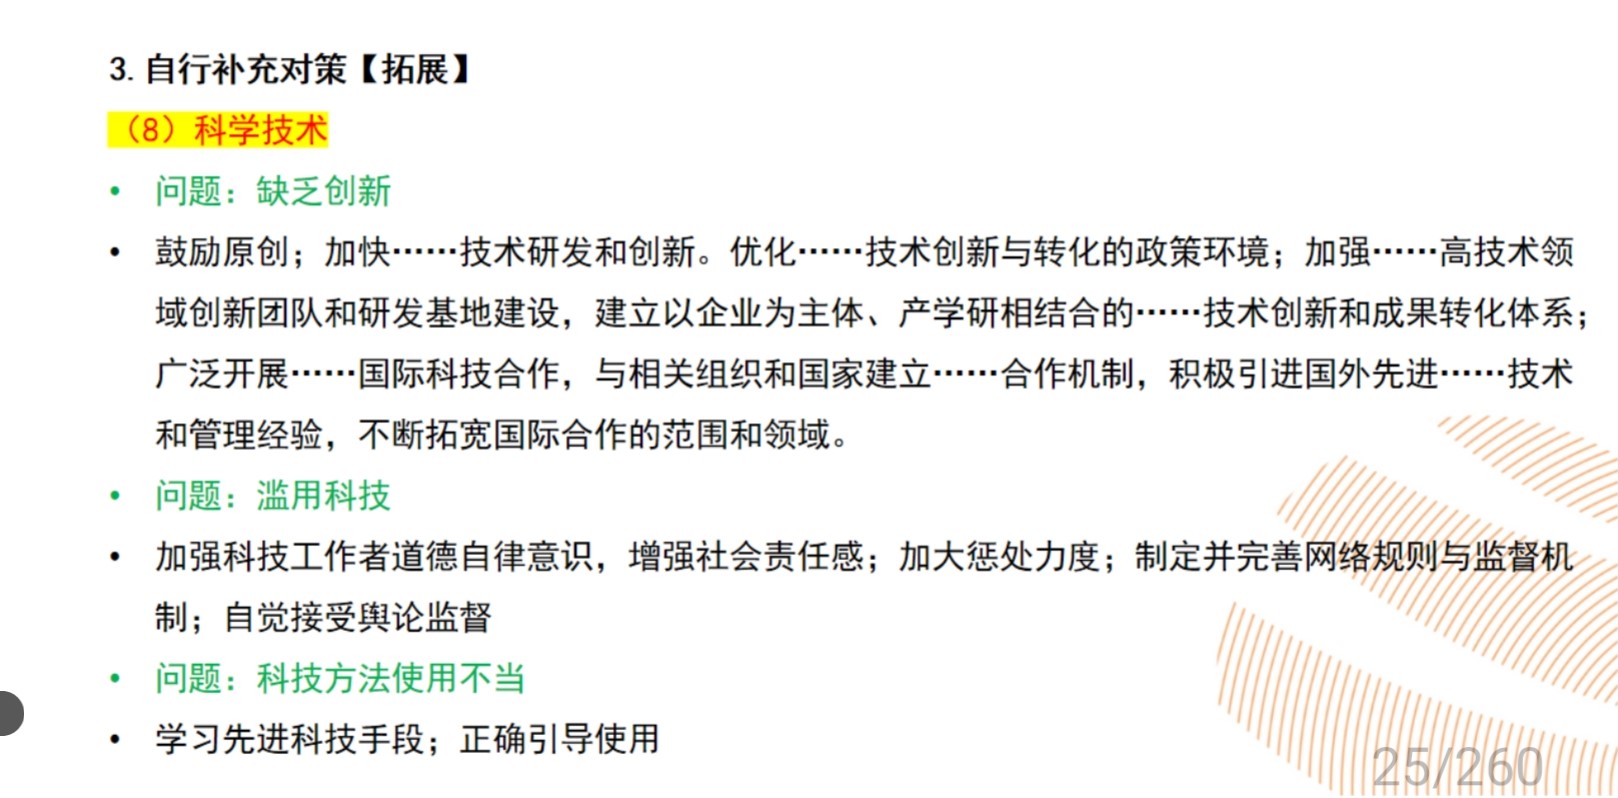 3. 自行补充对策【拓展】
（8）科学技术
• 问题：缺乏创新
• 鼓励原创；加快……技术研发和创新。优化……技术创新与转化的政策环境；加强……高技术领
域创新团队和研发基地建设，建立以企业为主体、产学研相结合的……技术创新和成果转化体系；
广泛开展……国际科技合作，与相关组织和国家建立……合作机制，积极引进国外先进……技术
和管理经验，不断拓宽国际合作的范围和领域。
• 问题：滥用科技
• 加强科技工作者道德自律意识，增强社会责任感；加大惩处力度；制定并完善网络规则与监督机
制；自觉接受舆论监督
• 问题：科技方法使用不当
• 学习先进科技手段；正确引导使用
25/260